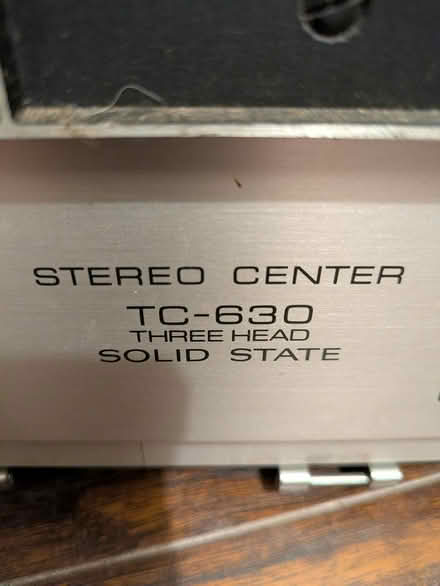 STEREO CENTER
TC-630
THREE HEAD
SOLID STATE